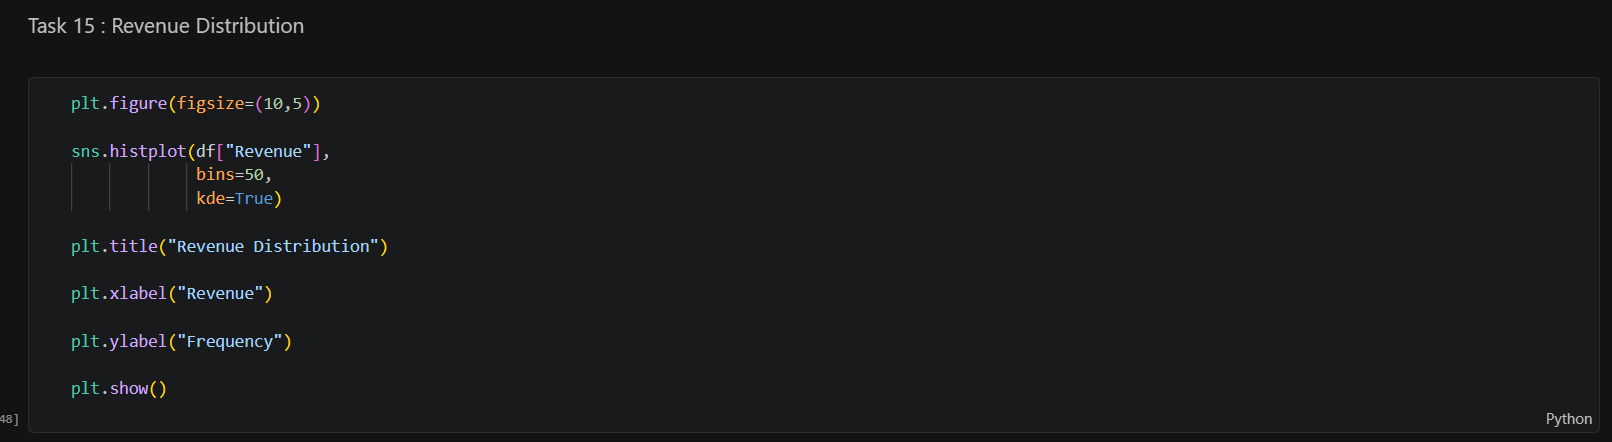 Task 15 : Revenue Distribution
plt.figure(figsize=(10,5))
sns.histplot(df["Revenue"],
bins=50,
kde=True)
plt.title("Revenue Distribution")
plt.xlabel("Revenue")
plt.ylabel("Frequency")
plt.show()
48]
Python